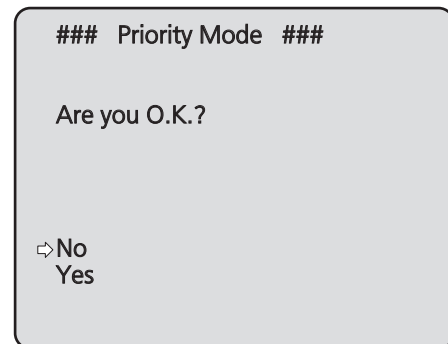 ### Priority Mode ###
Are you O.K.?
⇨No
Yes